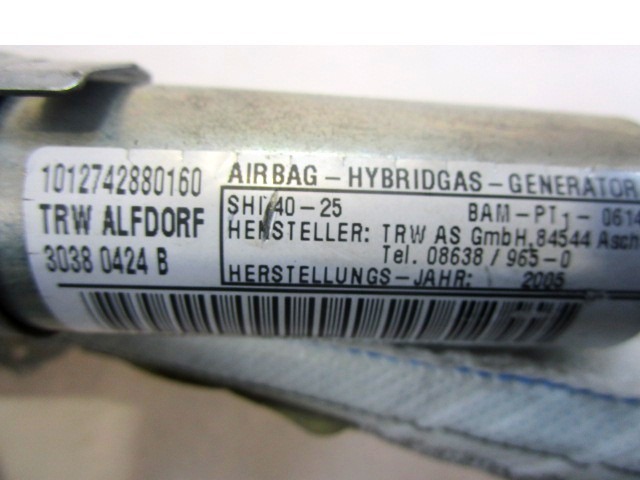 1012742880160
TRW ALFDORF
3038 0424 B
AIRBAG-HYBRIDGAS-GENERATOR
SHI 40-25 BAM-PT1-
HERSTELLER: TRW AS GmbH, 84544 Asch
Tel. 08638/965-0
HERSTELLUNGS-JAHR: 2005